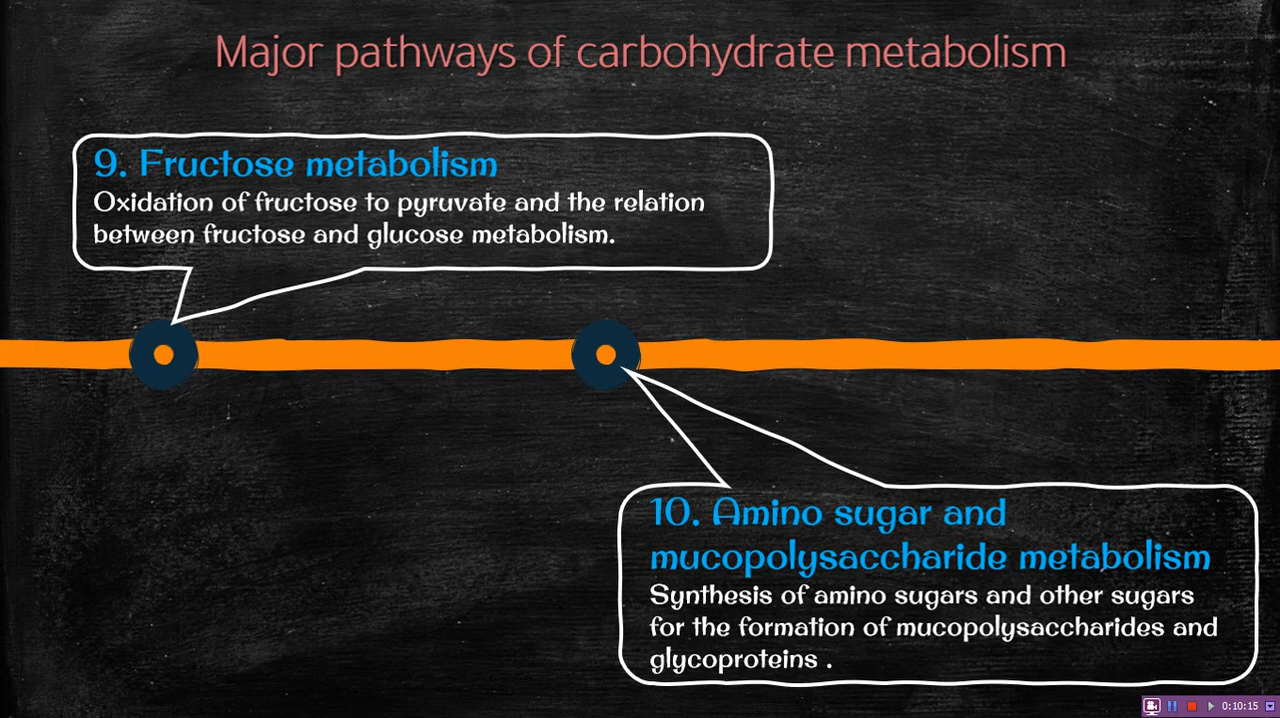 Major pathways of carbohydrate metabolism
9. Fructose metabolism
Oxidation of fructose to pyruvate and the relation
between fructose and glucose metabolism.
10. Amino sugar and
mucopolysaccharide metabolism
Synthesis of amino sugars and other sugars
for the formation of mucopolysaccharides and
glycoproteins .
0:10:15